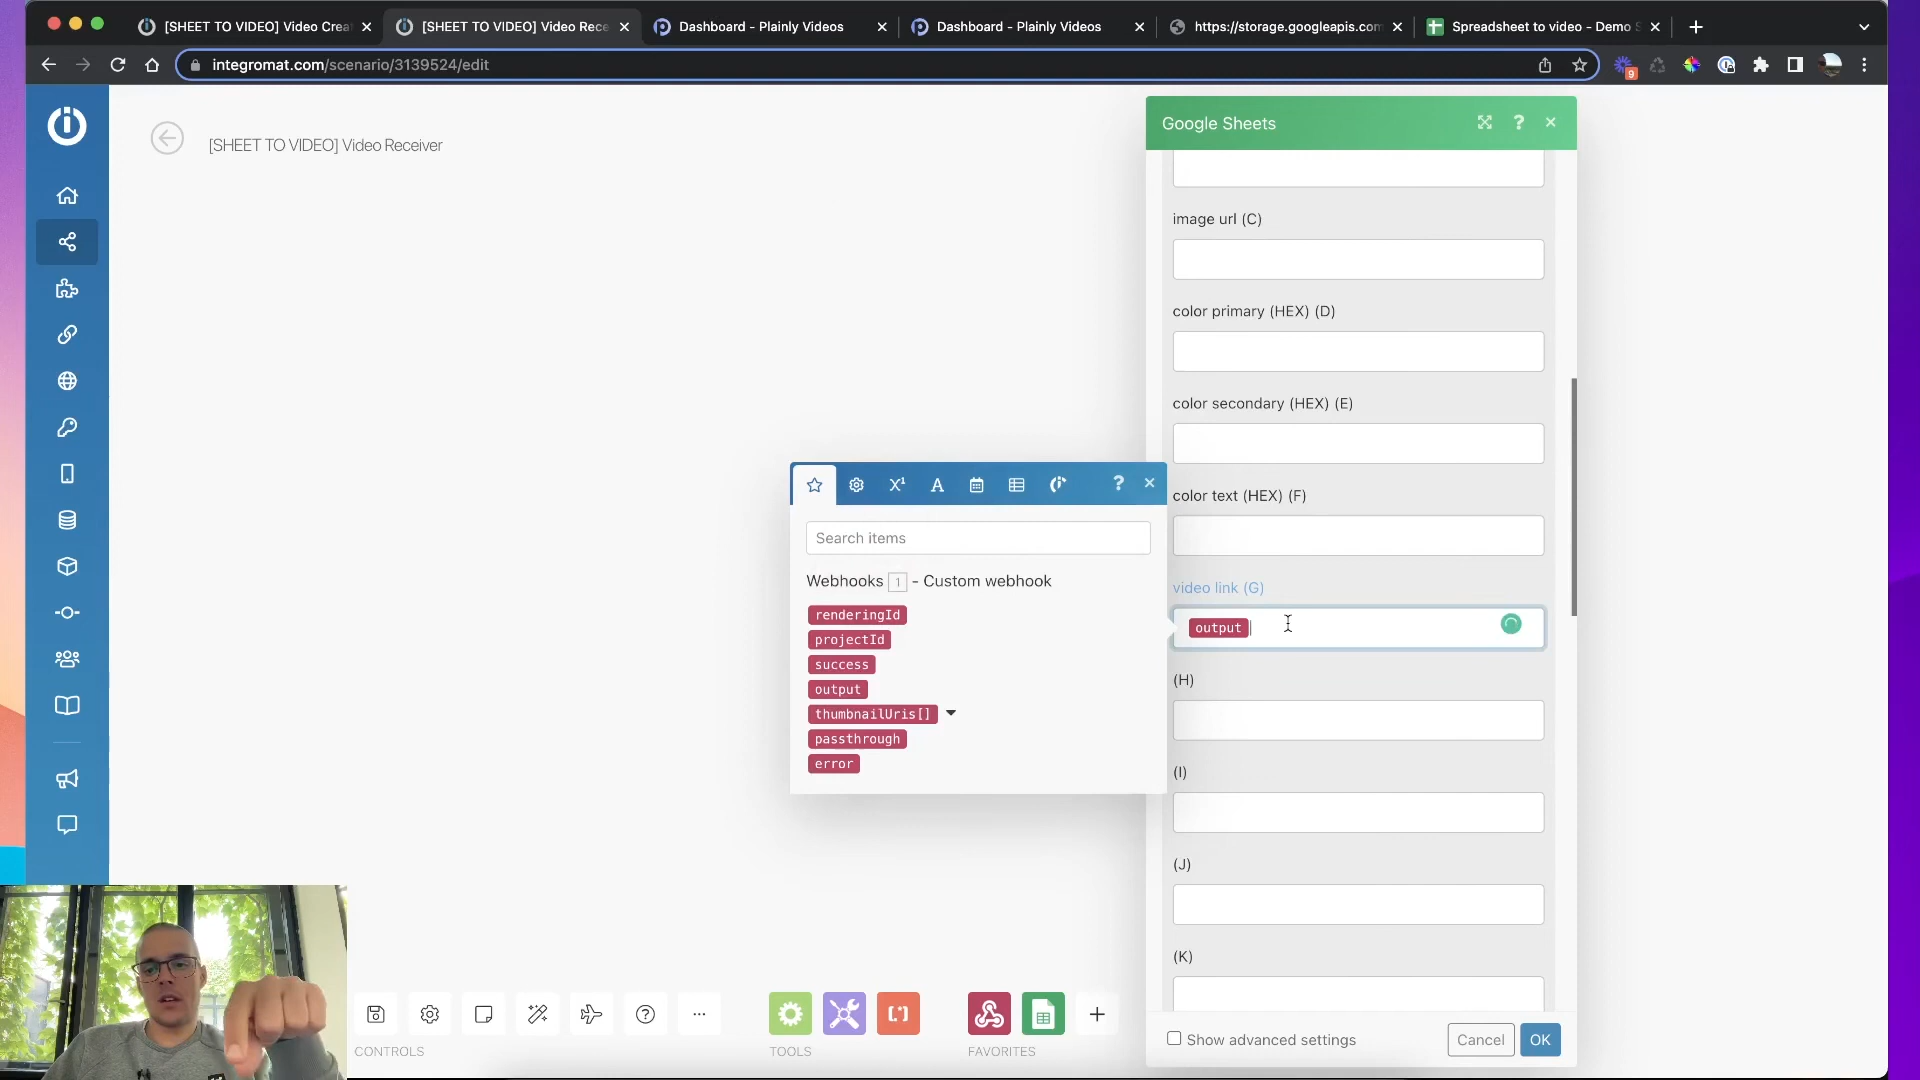 [SHEET TO VIDEO] Video Crea
[SHEET TO VIDEO] Video Rece
Dashboard - Plainly Videos
Dashboard - Plainly Videos
https://storage.googleapis.com
Spreadsheet to video - Demo S
integromat.com/scenario/3139524/edit
9
[SHEET TO VIDEO] Video Receiver
Google Sheets
?
image url (C)
color primary (HEX) (D)
color secondary (HEX) (E)
color text (HEX) (F)
video link (G)
output
(H)
(I)
(J)
(K)
X¹
A
?
Search items
Webhooks 1 - Custom webhook
renderingId
projectId
success
output
thumbnailUris[]
passthrough
error
CONTROLS
TOOLS
FAVORITES
Show advanced settings
Cancel
OK